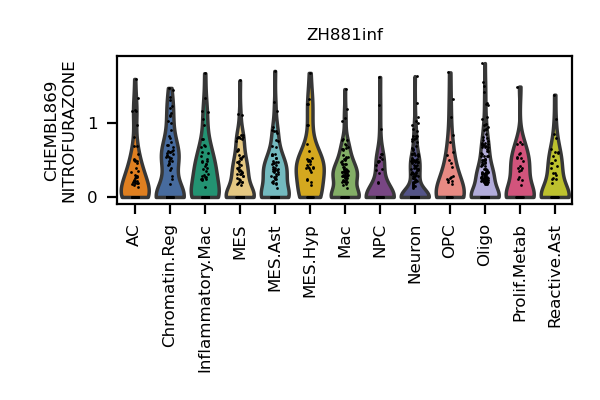 ZH881inf
CHEMBL869
NITROFURAZONE
1
0
AC
Chromatin.Reg
Inflammatory.Mac
MES
MES.Ast
MES.Hyp
Mac
NPC
Neuron
OPC
Oligo
Prolif.Metab
Reactive.Ast